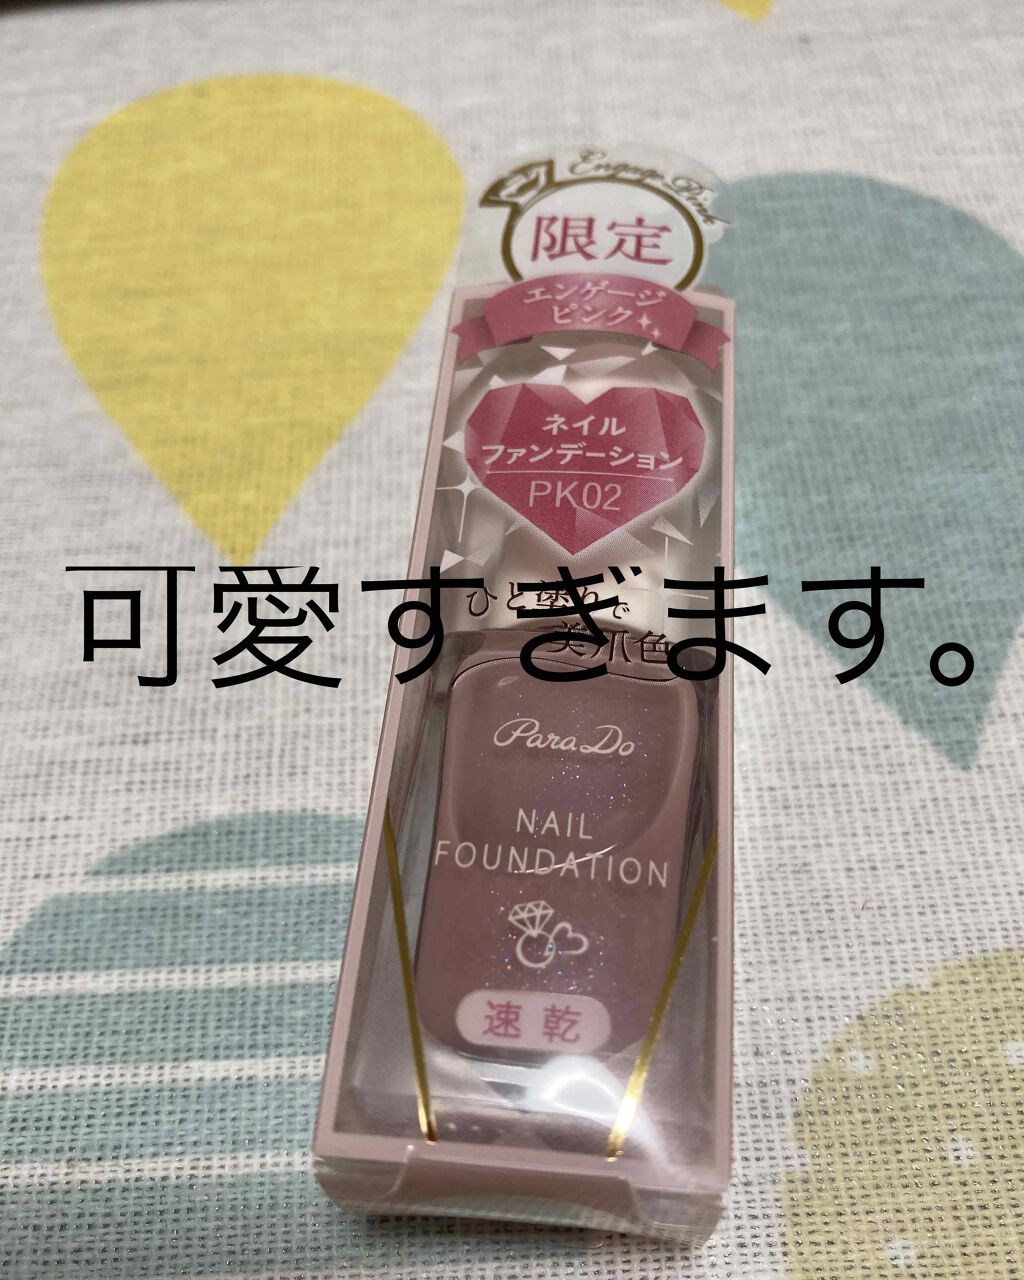 Engage Pink
限定
エンゲージ
ピンク
ネイル
ファンデーション
PK02
ひと塗りで
美爪色
可愛すぎます。
Para Do
NAIL
FOUNDATION
速乾